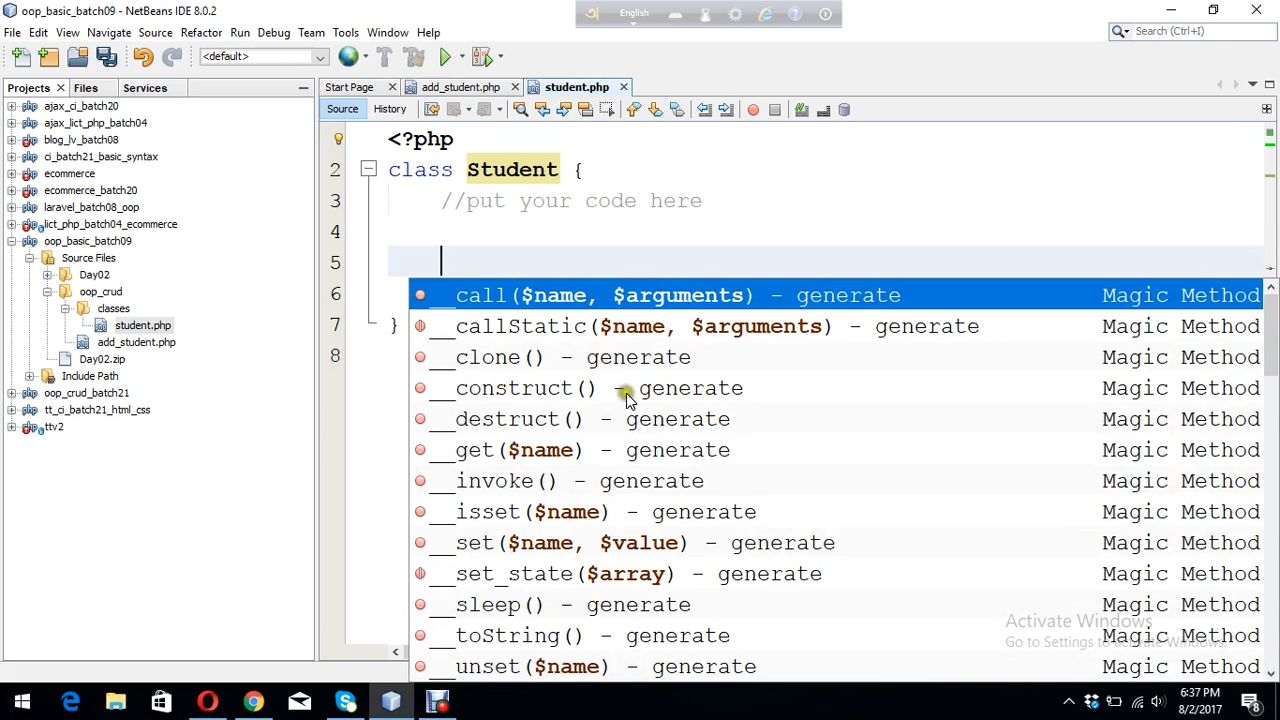 oop_basic_batch09 - NetBeans IDE 8.0.2
English
File Edit View Navigate Source Refactor Run Debug Team Tools Window Help
Search (Ctrl+I)
<default>
Projects Files Services
Start Page add_student.php student.php
Source History
ajax_ci_batch20
ajax_lict_php_batch04
blog_lv_batch08
ci_batch21_basic_syntax
ecommerce
ecommerce_batch20
laravel_batch08_oop
lict_php_batch04_ecommerce
oop_basic_batch09
Source Files
Day02
oop_crud
classes
student.php
add_student.php
Day02.zip
Include Path
oop_crud_batch21
tt_ci_batch21_html_css
ttv2
<?php
2 class Student {
3 //put your code here
4
5
6
7 }
8
__call($name, $arguments) - generate Magic Method
__callStatic($name, $arguments) - generate Magic Method
__clone() - generate Magic Method
__construct() - generate Magic Method
__destruct() - generate Magic Method
__get($name) - generate Magic Method
__invoke() - generate Magic Method
__isset($name) - generate Magic Method
__set($name, $value) - generate Magic Method
__set_state($array) - generate Magic Method
__sleep() - generate Magic Method
__toString() - generate Magic Method
__unset($name) - generate Magic Method
Activate Windows
Go to Settings to activate Windows.
6:37 PM
8/2/2017
8